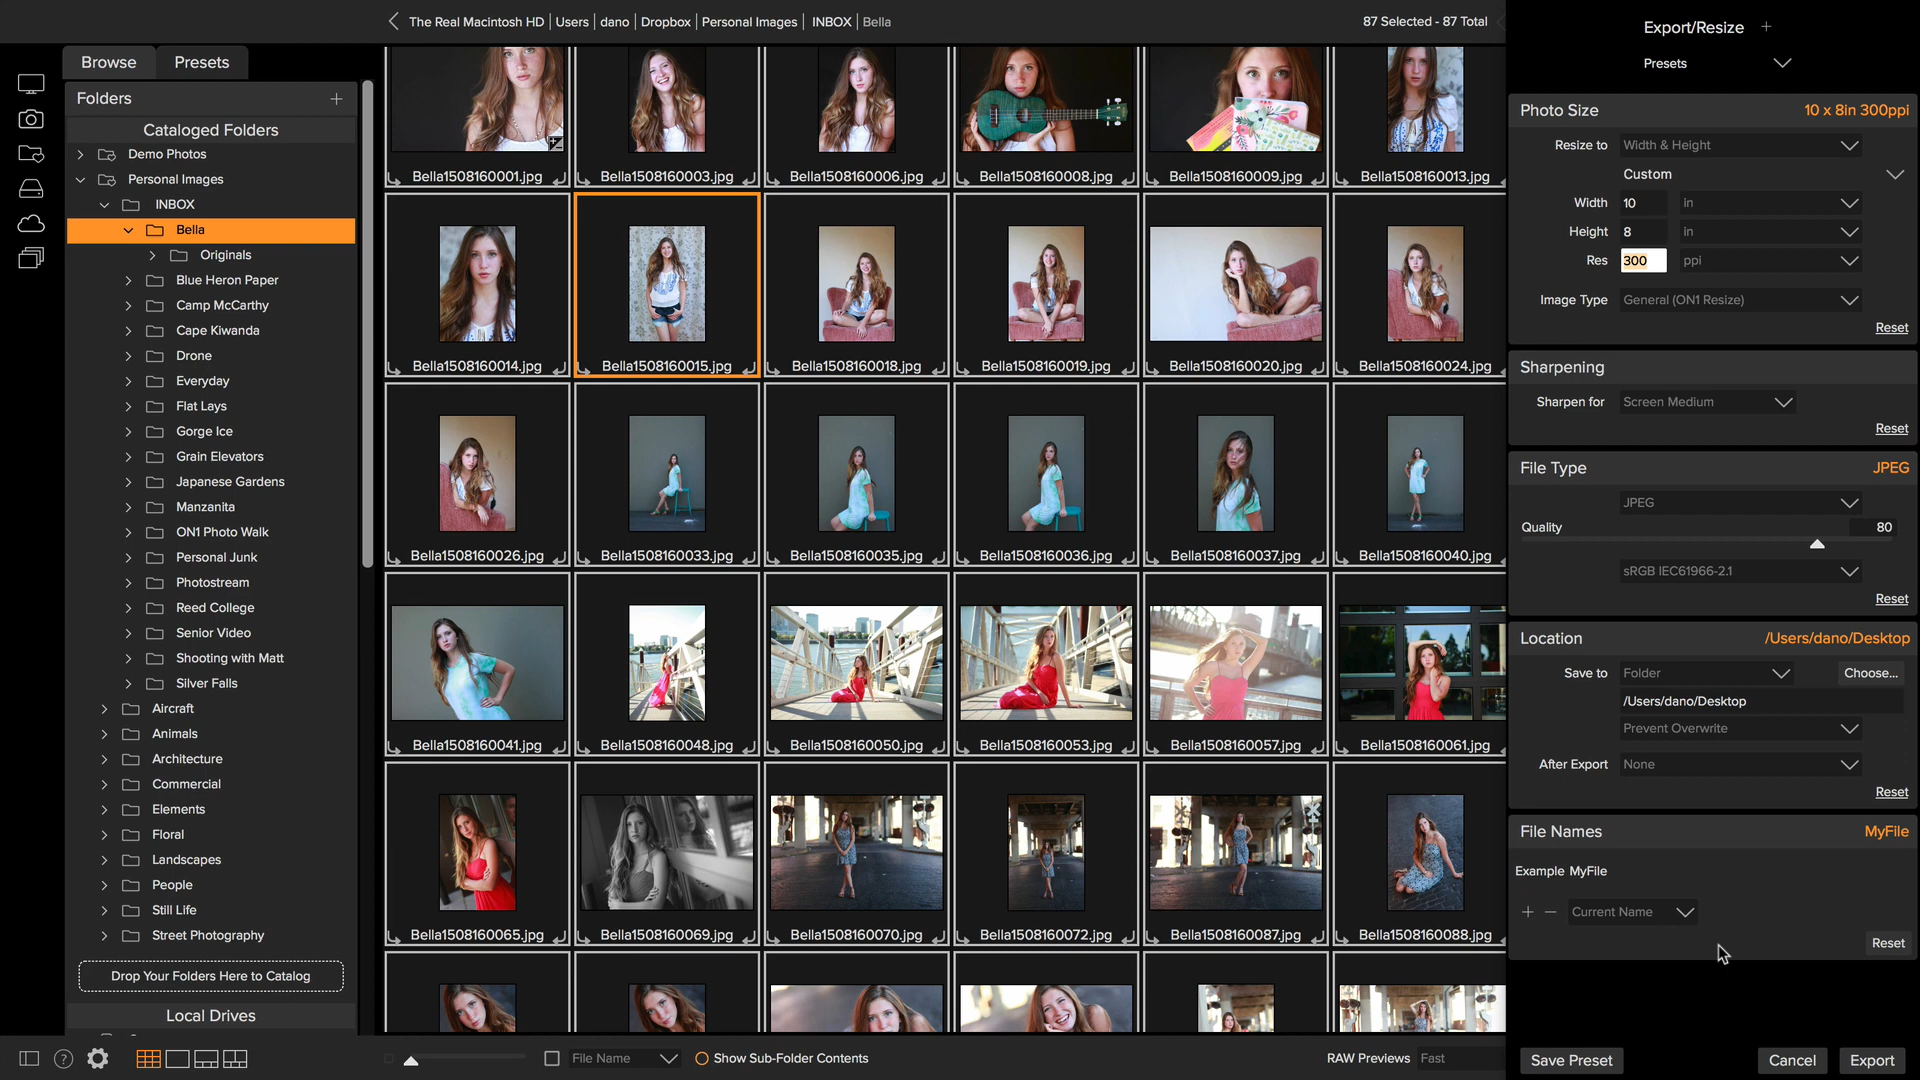 The Real Macintosh HD | Users | dano | Dropbox | Personal Images | INBOX | Bella
87 Selected - 87 Total
Export/Resize +
Presets
Browse
Presets
Folders +
Cataloged Folders
Demo Photos
Personal Images
INBOX
Bella
Originals
Blue Heron Paper
Camp McCarthy
Cape Kiwanda
Drone
Everyday
Flat Lays
Gorge Ice
Grain Elevators
Japanese Gardens
Manzanita
ON1 Photo Walk
Personal Junk
Photostream
Reed College
Senior Video
Shooting with Matt
Silver Falls
Aircraft
Animals
Architecture
Commercial
Elements
Floral
Landscapes
People
Still Life
Street Photography
Drop Your Folders Here to Catalog
Local Drives
Bella1508160001.jpg
Bella1508160003.jpg
Bella1508160006.jpg
Bella1508160008.jpg
Bella1508160009.jpg
Bella1508160013.jpg
Bella1508160014.jpg
Bella1508160015.jpg
Bella1508160018.jpg
Bella1508160019.jpg
Bella1508160020.jpg
Bella1508160024.jpg
Bella1508160026.jpg
Bella1508160033.jpg
Bella1508160035.jpg
Bella1508160036.jpg
Bella1508160037.jpg
Bella1508160040.jpg
Bella1508160041.jpg
Bella1508160048.jpg
Bella1508160050.jpg
Bella1508160053.jpg
Bella1508160057.jpg
Bella1508160061.jpg
Bella1508160065.jpg
Bella1508160069.jpg
Bella1508160070.jpg
Bella1508160072.jpg
Bella1508160087.jpg
Bella1508160088.jpg
File Name
Show Sub-Folder Contents
RAW Previews Fast
Photo Size 10 x 8in 300ppi
Resize to Width & Height
Custom
Width 10 in
Height 8 in
Res 300 ppi
Image Type General (ON1 Resize)
Reset
Sharpening
Sharpen for Screen Medium
Reset
File Type JPEG
JPEG
Quality 80
sRGB IEC61966-2.1
Reset
Location /Users/dano/Desktop
Save to Folder Choose...
/Users/dano/Desktop
Prevent Overwrite
After Export None
Reset
File Names MyFile
Example MyFile
+ − Current Name
Reset
Save Preset
Cancel
Export